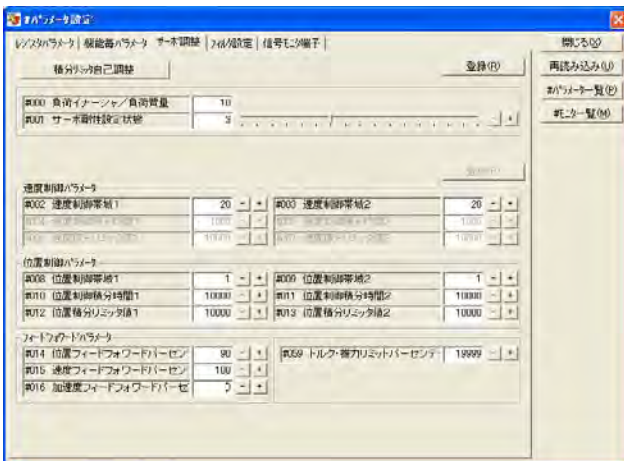 #パラメータ設定
レジスタパラメータ 機能部パラメータ サーボ調整 フィルタ設定 信号モニタ端子
閉じる(X)
積分リミッタ自己調整 登録(R)
再読み込み(U)
#パラメータ一覧(P)
#モニタ一覧(M)
#000 負荷イナーシャ/負荷質量 10
#001 サーボ剛性設定状態
速度制御パラメータ
#002 速度制御帯域1 20 - +
#003 速度制御帯域2 20 - +
1000 - +
1000 - +
10000 - +
10000 - +
位置制御パラメータ
#008 位置制御帯域1 1 - +
#009 位置制御帯域2 1 - +
#010 位置制御積分時間1 10000 - +
#011 位置制御積分時間2 10000 - +
#012 位置積分リミッタ値1 10000 - +
#013 位置積分リミッタ値2 10000 - +
フィードフォワードパラメータ
#014 位置フィードフォワードパーセン 90 - +
#059 トルク・推力リミットパーセンテ 19999 - +
#015 速度フィードフォワードパーセン 100 - +
#016 加速度フィードフォワードパーセ - +